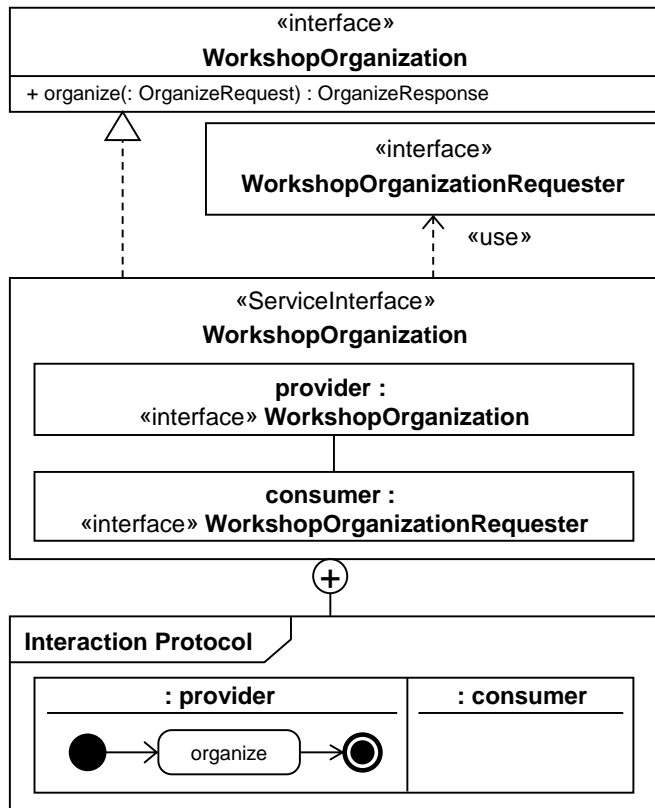 «interface»
WorkshopOrganization
+ organize(: OrganizeRequest) : OrganizeResponse
«interface»
WorkshopOrganizationRequester
«use»
«ServiceInterface»
WorkshopOrganization
provider :
«interface» WorkshopOrganization
consumer :
«interface» WorkshopOrganizationRequester
+
Interaction Protocol
: provider
: consumer
organize